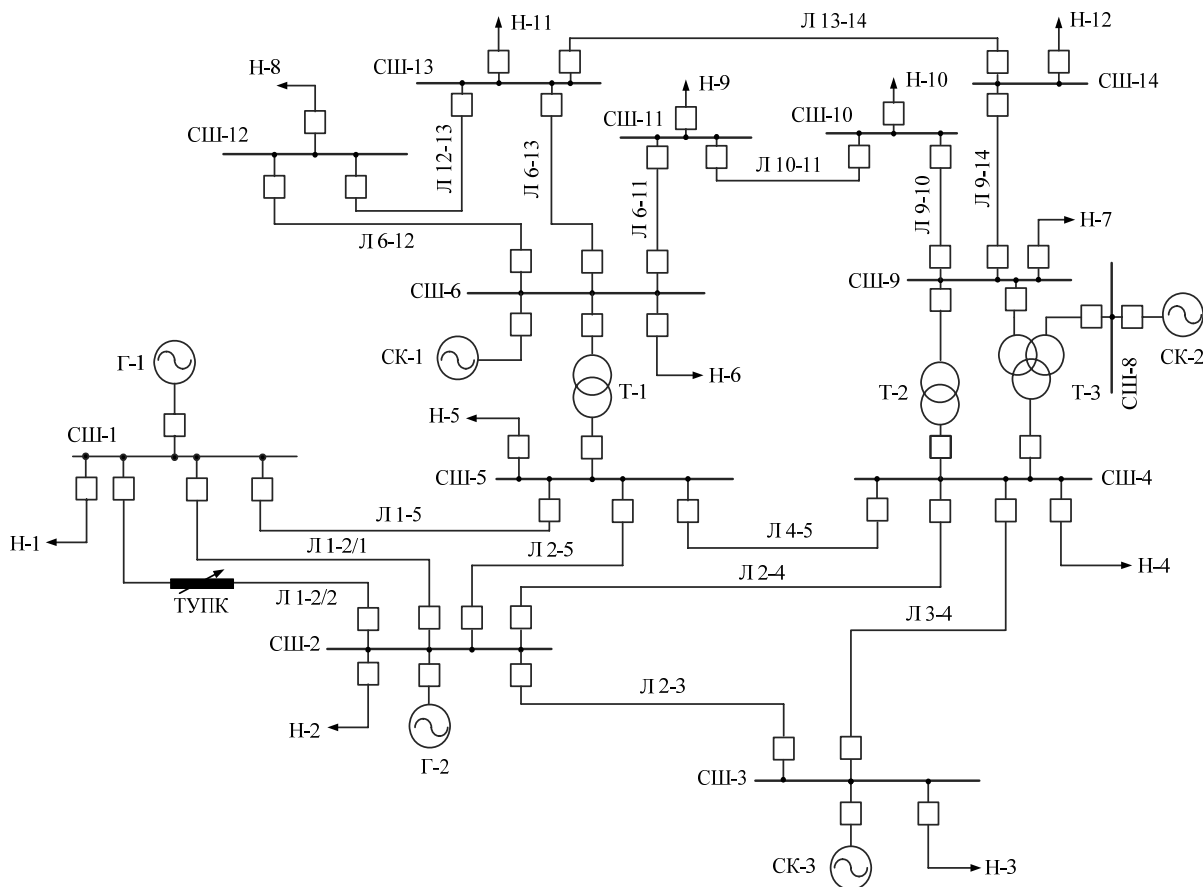 Н-11
Л 13-14
Н-12
Н-8
СШ-13
СШ-14
Н-9
Н-10
СШ-12
СШ-11
СШ-10
Л 12-13
Л 6-13
Л 10-11
Л 6-11
Л 9-10
Л 9-14
Л 6-12
Н-7
СШ-6
СШ-9
СК-1
Н-6
Т-1
Т-2
Т-3
СШ-8
СК-2
Г-1
Н-5
СШ-1
СШ-5
СШ-4
Н-1
Л 1-5
Л 4-5
Л 1-2/1
Л 2-5
Л 2-4
Н-4
ТУПК
Л 1-2/2
Л 3-4
СШ-2
Л 2-3
Н-2
Г-2
СШ-3
СК-3
Н-3